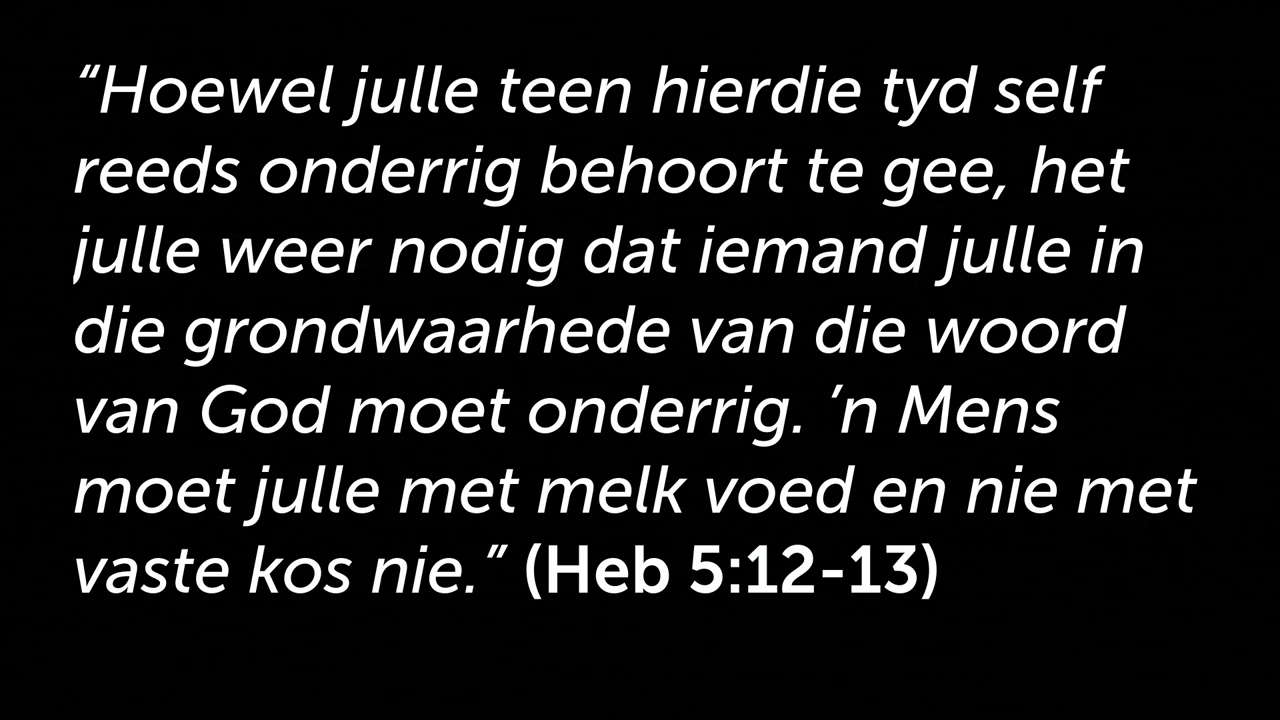 “Hoewel julle teen hierdie tyd self
reeds onderrig behoort te gee, het
julle weer nodig dat iemand julle in
die grondwaarhede van die woord
van God moet onderrig. ’n Mens
moet julle met melk voed en nie met
vaste kos nie.” (Heb 5:12-13)